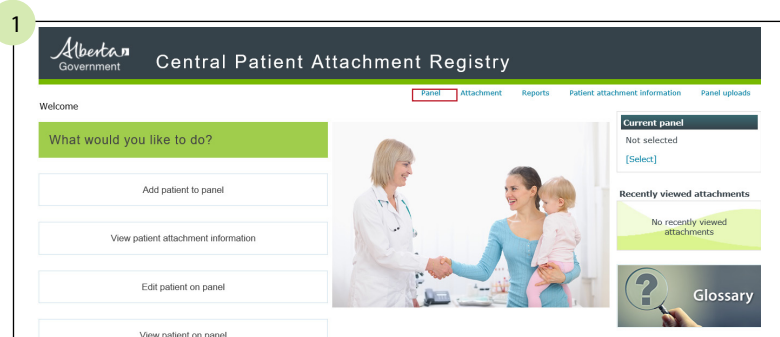 1
Alberta
Government
Central Patient Attachment Registry
Panel Attachment Reports Patient attachment information Panel uploads
Welcome
What would you like to do?
Add patient to panel
View patient attachment information
Edit patient on panel
View patient on panel
Current panel
Not selected
[Select]
Recently viewed attachments
No recently viewed
attachments
? Glossary